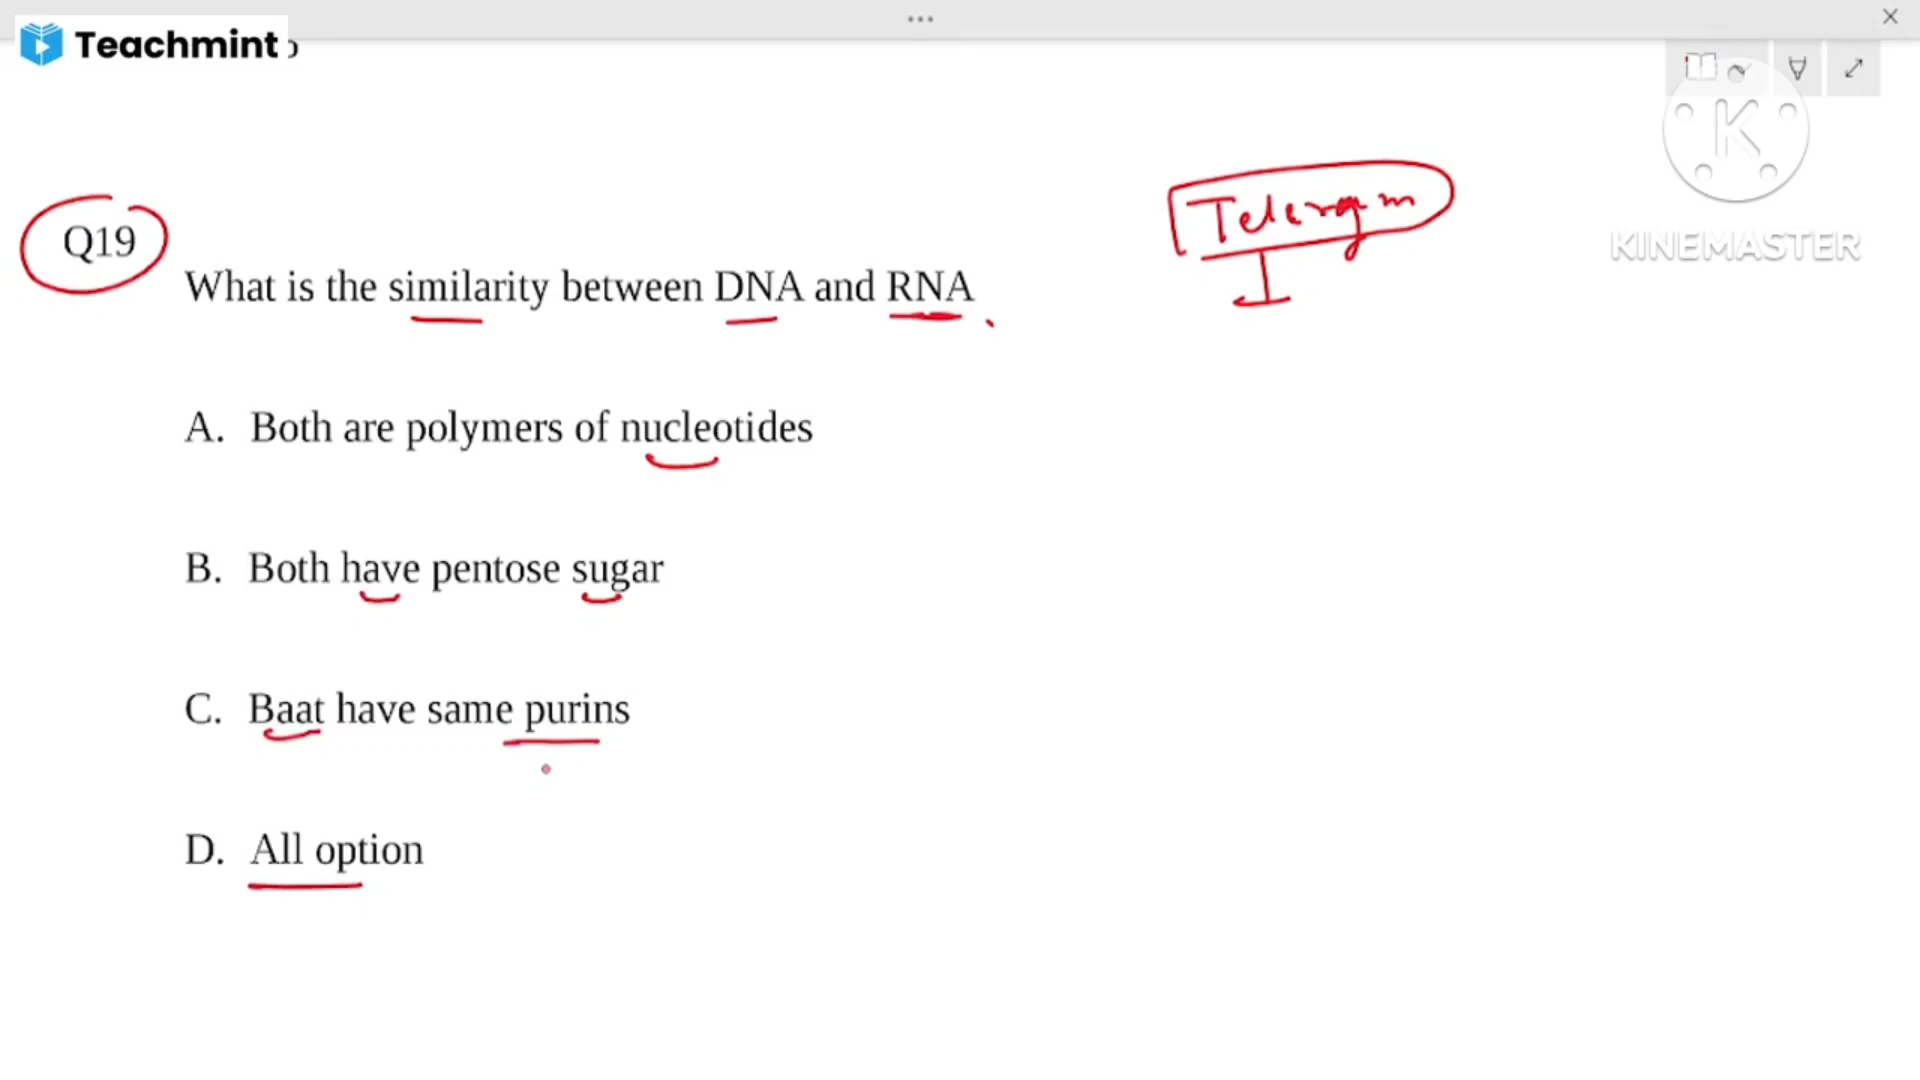 Teachmint
Q19
Telergm
What is the similarity between DNA and RNA
A. Both are polymers of nucleotides
B. Both have pentose sugar
C. Baat have same purins
D. All option
K
KINEMASTER